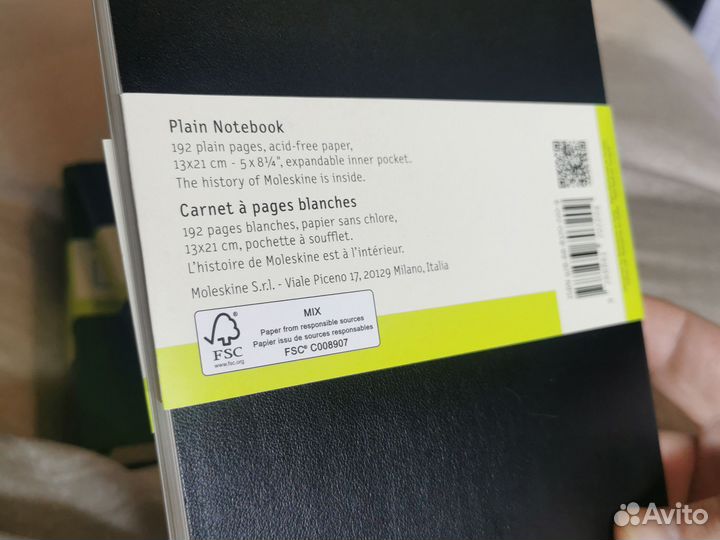 Plain Notebook
192 plain pages, acid-free paper,
13x21 cm - 5 x 8¼", expandable inner pocket.
The history of Moleskine is inside.
Carnet à pages blanches
192 pages blanches, papier sans chlore,
13x21 cm, pochette à soufflet.
L'histoire de Moleskine est à l'intérieur.
Moleskine S.r.l. - Viale Piceno 17, 20129 Milano, Italia
FSC
www.fsc.org
MIX
Paper from responsible sources
Papier issu de sources responsables
FSC® C008907
Avito